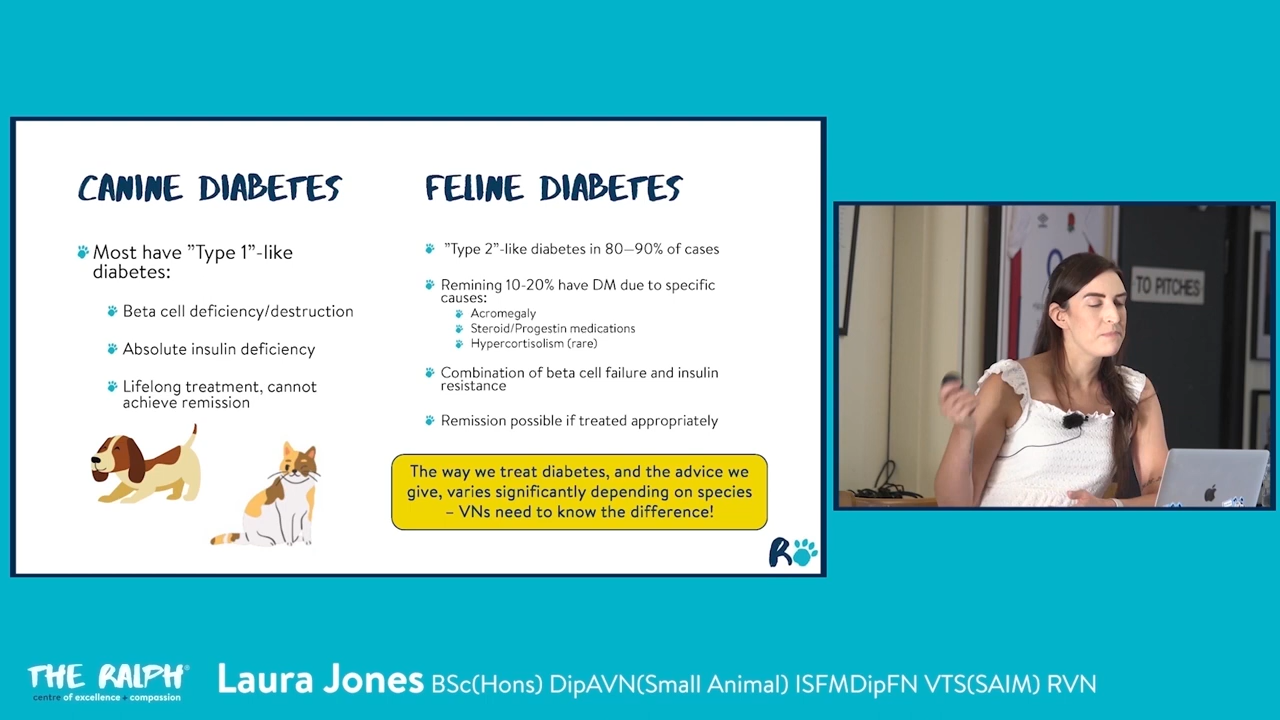 CANINE DIABETES
Most have ”Type 1”-like
diabetes:
Beta cell deficiency/destruction
Absolute insulin deficiency
Lifelong treatment, cannot
achieve remission
FELINE DIABETES
”Type 2”-like diabetes in 80–90% of cases
Remining 10-20% have DM due to specific
causes:
Acromegaly
Steroid/Progestin medications
Hypercortisolism (rare)
Combination of beta cell failure and insulin
resistance
Remission possible if treated appropriately
The way we treat diabetes, and the advice we
give, varies significantly depending on species
– VNs need to know the difference!
R
TO PITCHES
THE RALPH®
centre of excellence + compassion
Laura Jones BSc(Hons) DipAVN(Small Animal) ISFMDipFN VTS(SAIM) RVN